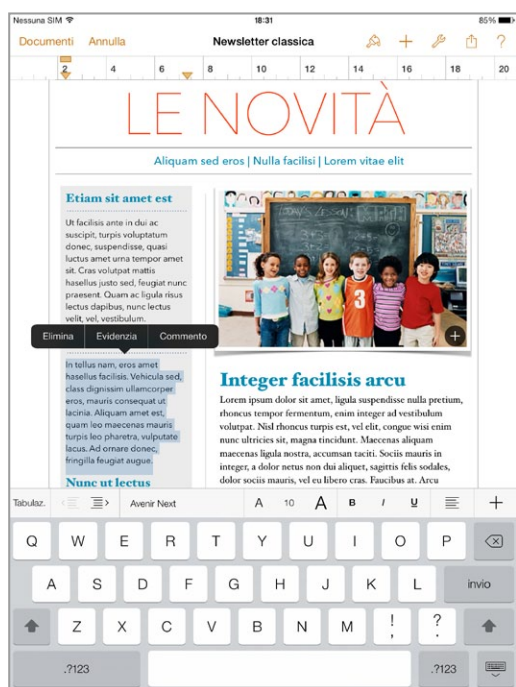 Nessuna SIM 18:31 85%
Documenti Annulla Newsletter classica ?
2 4 6 8 10 12 14 16 18 20
LE NOVITÀ
Aliquam sed eros | Nulla facilisi | Lorem vitae elit
Etiam sit amet est
Ut facilisis ante in dui ac
suscipit, turpis voluptatum
donec, suspendisse, quasi
luctus amet urna tempor amet
sit. Cras volutpat mattis
hasellus justo sed, feugiat nunc
praesent. Quam ac ligula risus
lectus dapibus, nunc lectus
velit, vel, vestibulum.
Elimina Evidenzia Commento
In tellus nam, eros amet
hasellus facilisis. Vehicula sed,
class dignissim ullamcorper
eros, mauris consequat ut
lacinia. Aliquam amet est,
quam leo maecenas mauris
turpis leo pharetra, vulputate
lacus. Ad ornare donec,
fringilla feugiat augue.
Nunc ut lectus
3
Integer facilisis arcu
Lorem ipsum dolor sit amet, ligula suspendisse nulla pretium,
rhoncus tempor fermentum, enim integer ad vestibulum
volutpat. Nisl rhoncus turpis est, vel elit, congue wisi enim
nunc ultricies sit, magna tincidunt. Maecenas aliquam
maecenas ligula nostra, accumsan taciti. Sociis mauris in
integer, a dolor netus non dui aliquet, sagittis felis sodales,
dolor sociis mauris, vel eu libero cras. Faucibus at. Arcu
Tabulaz. Avenir Next A 10 A B I U +
Q W E R T Y U I O P
A S D F G H J K L invio
Z X C V B N M ! , ? .
.?123 .?123